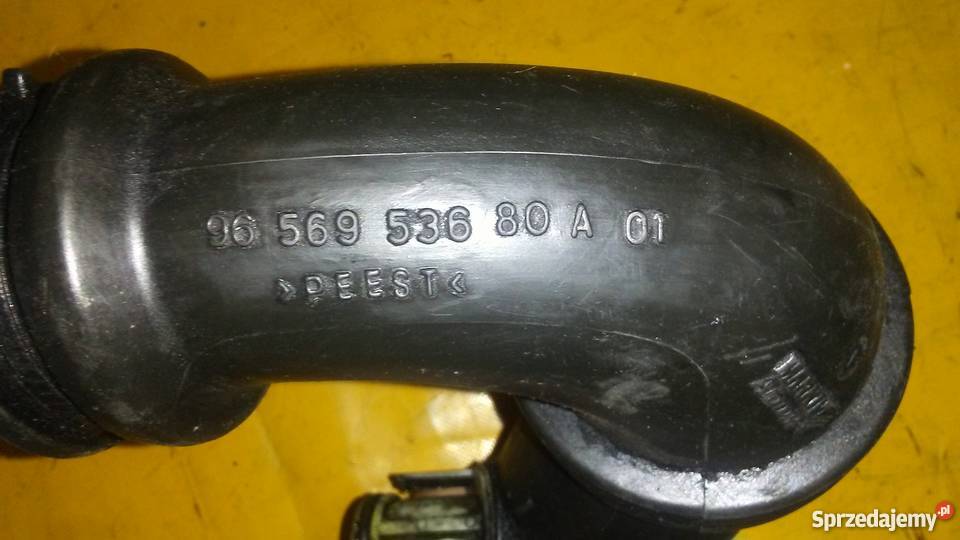 96 569 536 80 A 01
>PEEST<
Sprzedajemy.pl